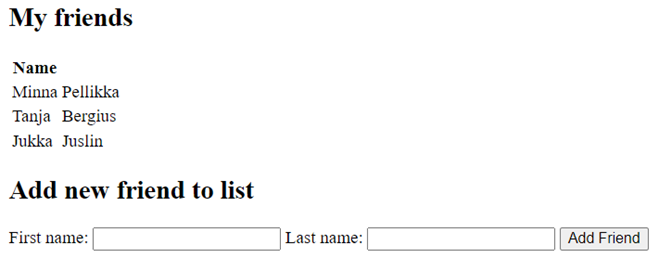 My friends
Name
Minna Pellikka
Tanja Bergius
Jukka Juslin
Add new friend to list
First name: Last name: Add Friend